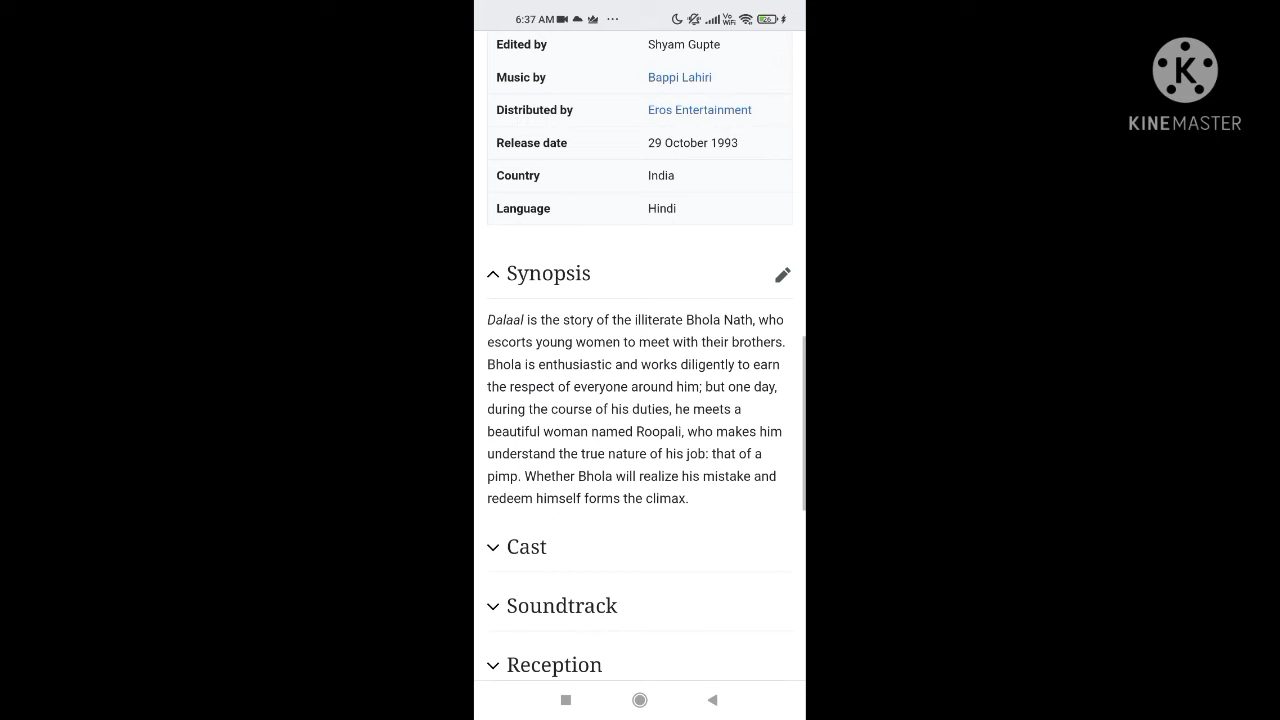 6:37 AM
Vo WiFi
26
Edited by Shyam Gupte
Music by Bappi Lahiri
Distributed by Eros Entertainment
Release date 29 October 1993
Country India
Language Hindi
Synopsis
Dalaal is the story of the illiterate Bhola Nath, who
escorts young women to meet with their brothers.
Bhola is enthusiastic and works diligently to earn
the respect of everyone around him; but one day,
during the course of his duties, he meets a
beautiful woman named Roopali, who makes him
understand the true nature of his job: that of a
pimp. Whether Bhola will realize his mistake and
redeem himself forms the climax.
Cast
Soundtrack
Reception
K
KINEMASTER